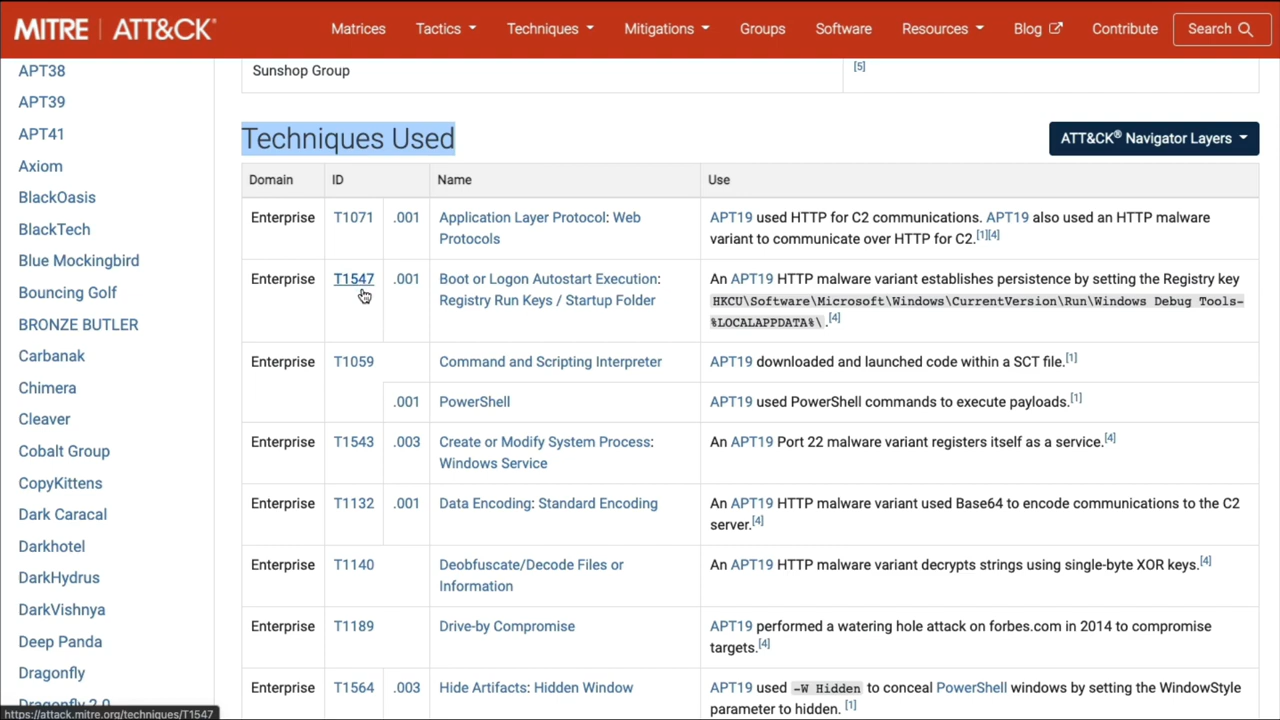 MITRE | ATT&CK®
Matrices
Tactics
Techniques
Mitigations
Groups
Software
Resources
Blog
Contribute
Search
APT38
APT39
APT41
Axiom
BlackOasis
BlackTech
Blue Mockingbird
Bouncing Golf
BRONZE BUTLER
Carbanak
Chimera
Cleaver
Cobalt Group
CopyKittens
Dark Caracal
Darkhotel
DarkHydrus
DarkVishnya
Deep Panda
Dragonfly
Dragonfly 2.0
https://attack.mitre.org/techniques/T1547
Sunshop Group
[5]
Techniques Used
ATT&CK® Navigator Layers
Domain ID Name Use
Enterprise T1071 .001 Application Layer Protocol: Web
Protocols
APT19 used HTTP for C2 communications. APT19 also used an HTTP malware
variant to communicate over HTTP for C2.[1][4]
Enterprise T1547 .001 Boot or Logon Autostart Execution:
Registry Run Keys / Startup Folder
An APT19 HTTP malware variant establishes persistence by setting the Registry key
HKCU\Software\Microsoft\Windows\CurrentVersion\Run\Windows Debug Tools-
%LOCALAPPDATA%\.[4]
Enterprise T1059 Command and Scripting Interpreter
APT19 downloaded and launched code within a SCT file.[1]
.001 PowerShell
APT19 used PowerShell commands to execute payloads.[1]
Enterprise T1543 .003 Create or Modify System Process:
Windows Service
An APT19 Port 22 malware variant registers itself as a service.[4]
Enterprise T1132 .001 Data Encoding: Standard Encoding
An APT19 HTTP malware variant used Base64 to encode communications to the C2
server.[4]
Enterprise T1140 Deobfuscate/Decode Files or
Information
An APT19 HTTP malware variant decrypts strings using single-byte XOR keys.[4]
Enterprise T1189 Drive-by Compromise
APT19 performed a watering hole attack on forbes.com in 2014 to compromise
targets.[4]
Enterprise T1564 .003 Hide Artifacts: Hidden Window
APT19 used -W Hidden to conceal PowerShell windows by setting the WindowStyle
parameter to hidden. [1]